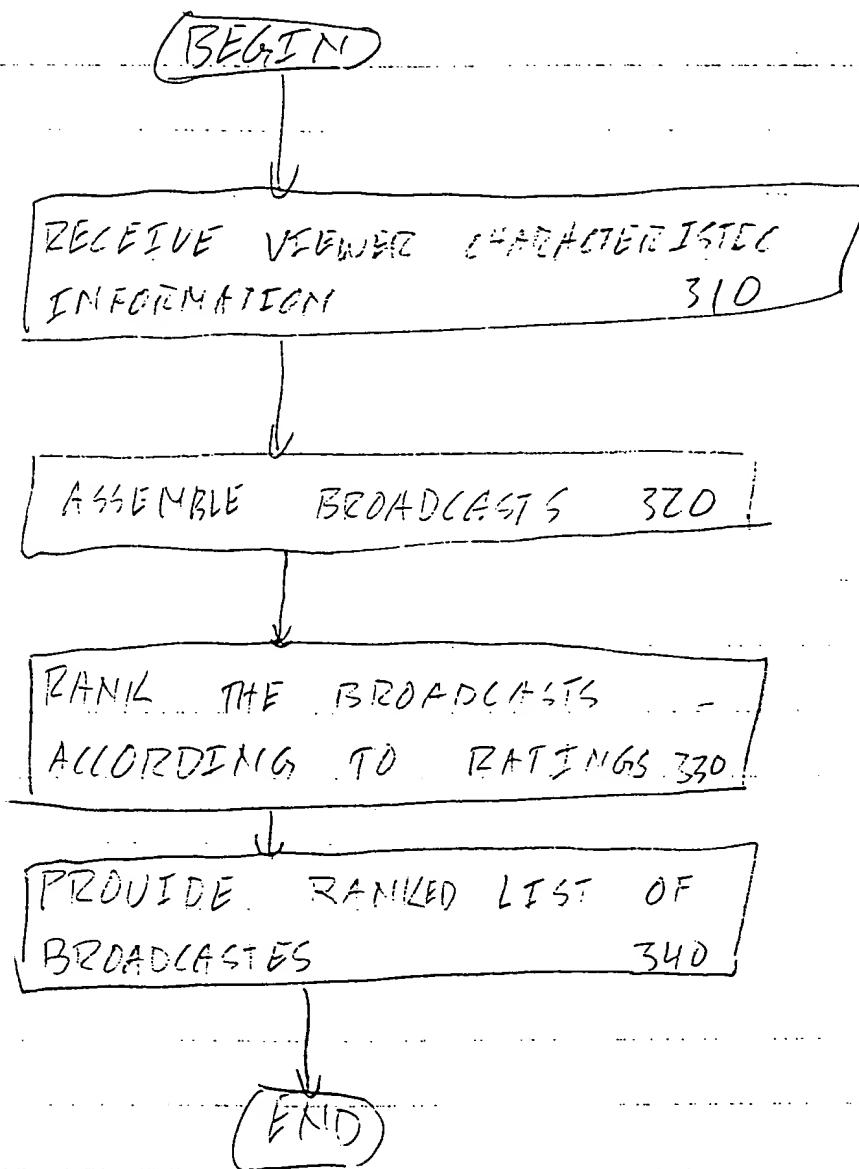 BEGIN
RECEIVE VIEWER CHARACTERISTIC
INFORMATION 310
ASSEMBLE BROADCASTS 320
RANK THE BROADCASTS
ACCORDING TO RATINGS 330
PROVIDE RANKED LIST OF
BROADCASTES 340
END